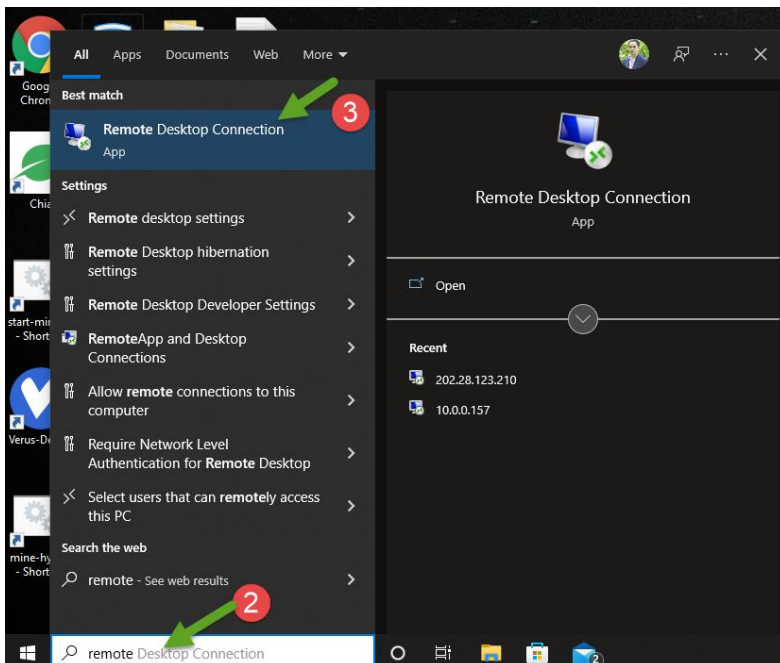 All Apps Documents Web More
Goog
Chron
Best match
3
Remote Desktop Connection
App
Remote Desktop Connection
App
Settings
Chia
Remote desktop settings
Remote Desktop hibernation
settings
Open
Remote Desktop Developer Settings
start-min
- Short
RemoteApp and Desktop
Connections
Recent
202.28.123.210
10.0.0.157
Allow remote connections to this
computer
Verus-De
Require Network Level
Authentication for Remote Desktop
Select users that can remotely access
this PC
Search the web
mine-hy
- Short
remote - See web results
2
remote Desktop Connection
2